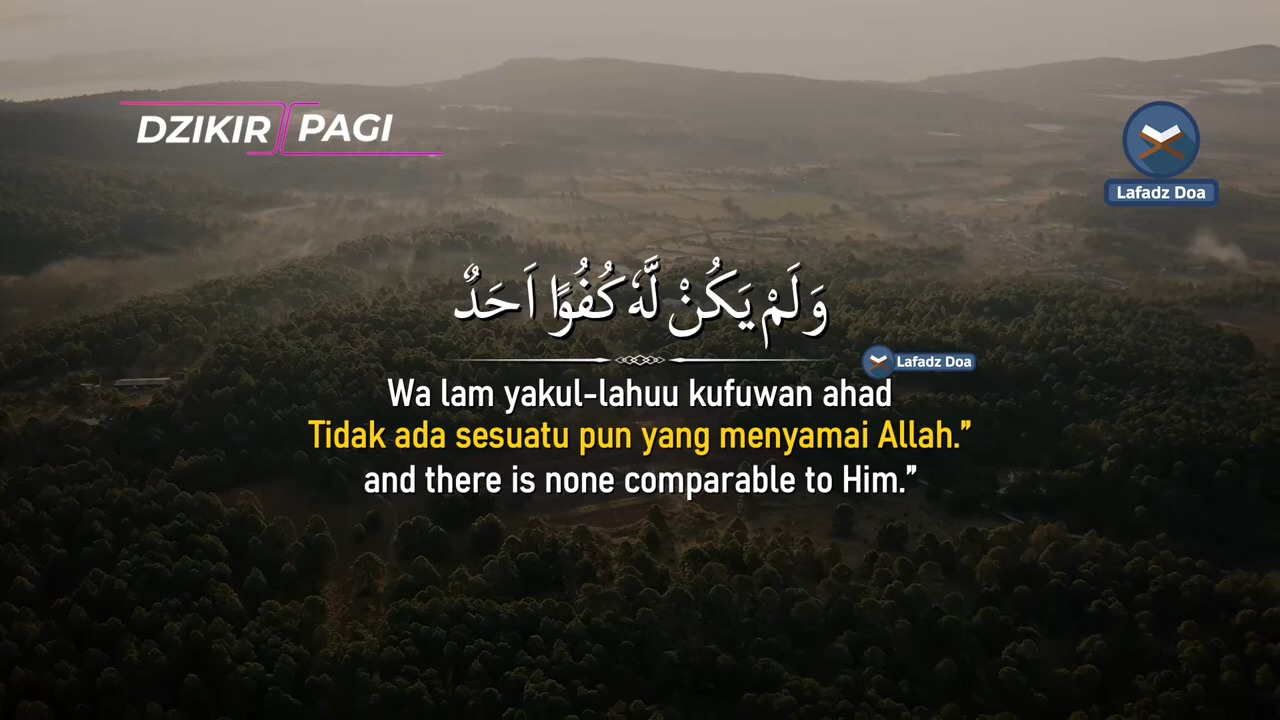 DZIKIR PAGI
Lafadz Doa
وَلَمْ يَكُنْ لَّهٗ كُفُوًا اَحَدٌ
Lafadz Doa
Wa lam yakul-lahuu kufuwan ahad
Tidak ada sesuatu pun yang menyamai Allah.”
and there is none comparable to Him.”